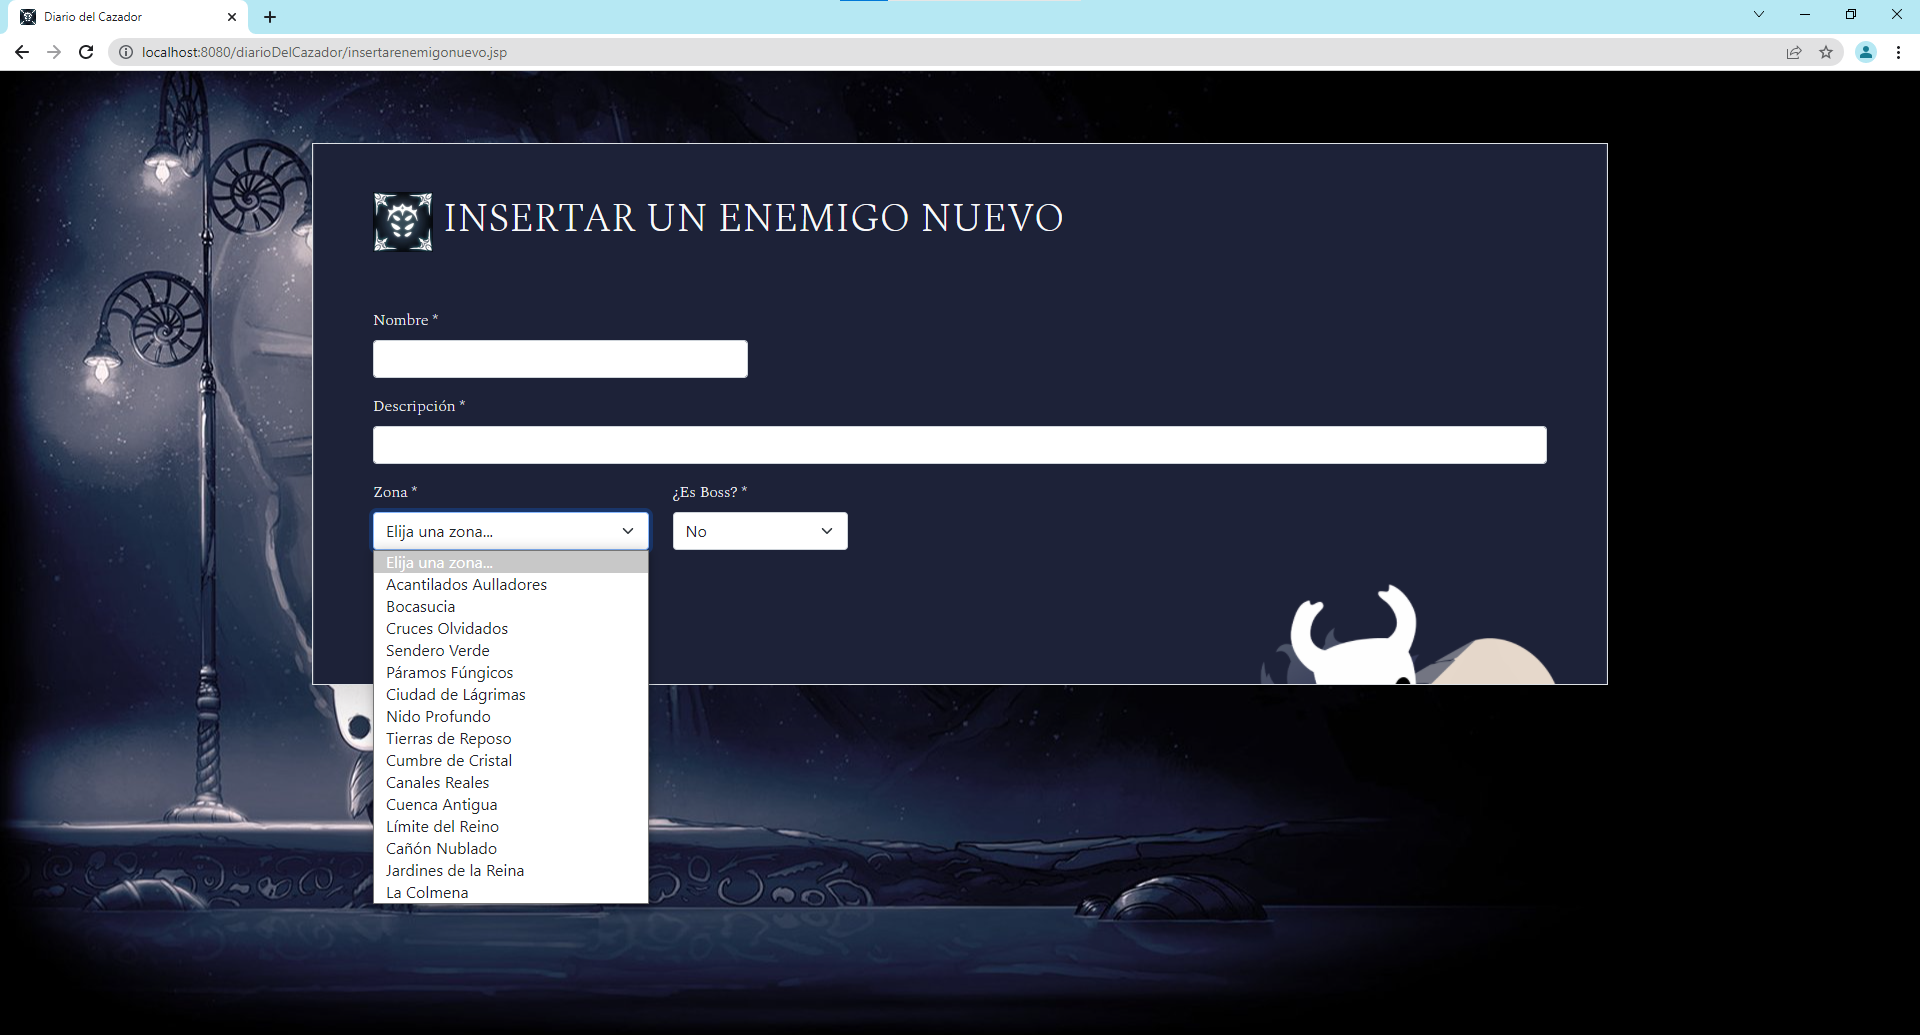 Diario del Cazador
localhost:8080/diarioDelCazador/insertarenemigonuevo.jsp
INSERTAR UN ENEMIGO NUEVO
Nombre *
Descripción *
Zona *
¿Es Boss? *
Elija una zona...
No
Elija una zona...
Acantilados Aulladores
Bocasucia
Cruces Olvidados
Sendero Verde
Páramos Fúngicos
Ciudad de Lágrimas
Nido Profundo
Tierras de Reposo
Cumbre de Cristal
Canales Reales
Cuenca Antigua
Límite del Reino
Cañón Nublado
Jardines de la Reina
La Colmena